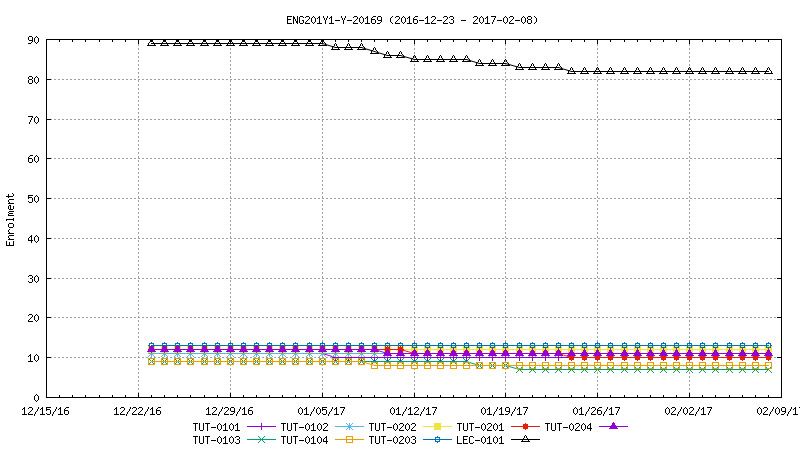 ENG201Y1-Y-20169 (2016-12-23 - 2017-02-08)
90
80
70
60
50
40
30
20
10
0
Enrolment
12/15/16 12/22/16 12/29/16 01/05/17 01/12/17 01/19/17 01/26/17 02/02/17 02/09/17
TUT-0101 TUT-0102 TUT-0202 TUT-0201 TUT-0204
TUT-0103 TUT-0104 TUT-0203 LEC-0101